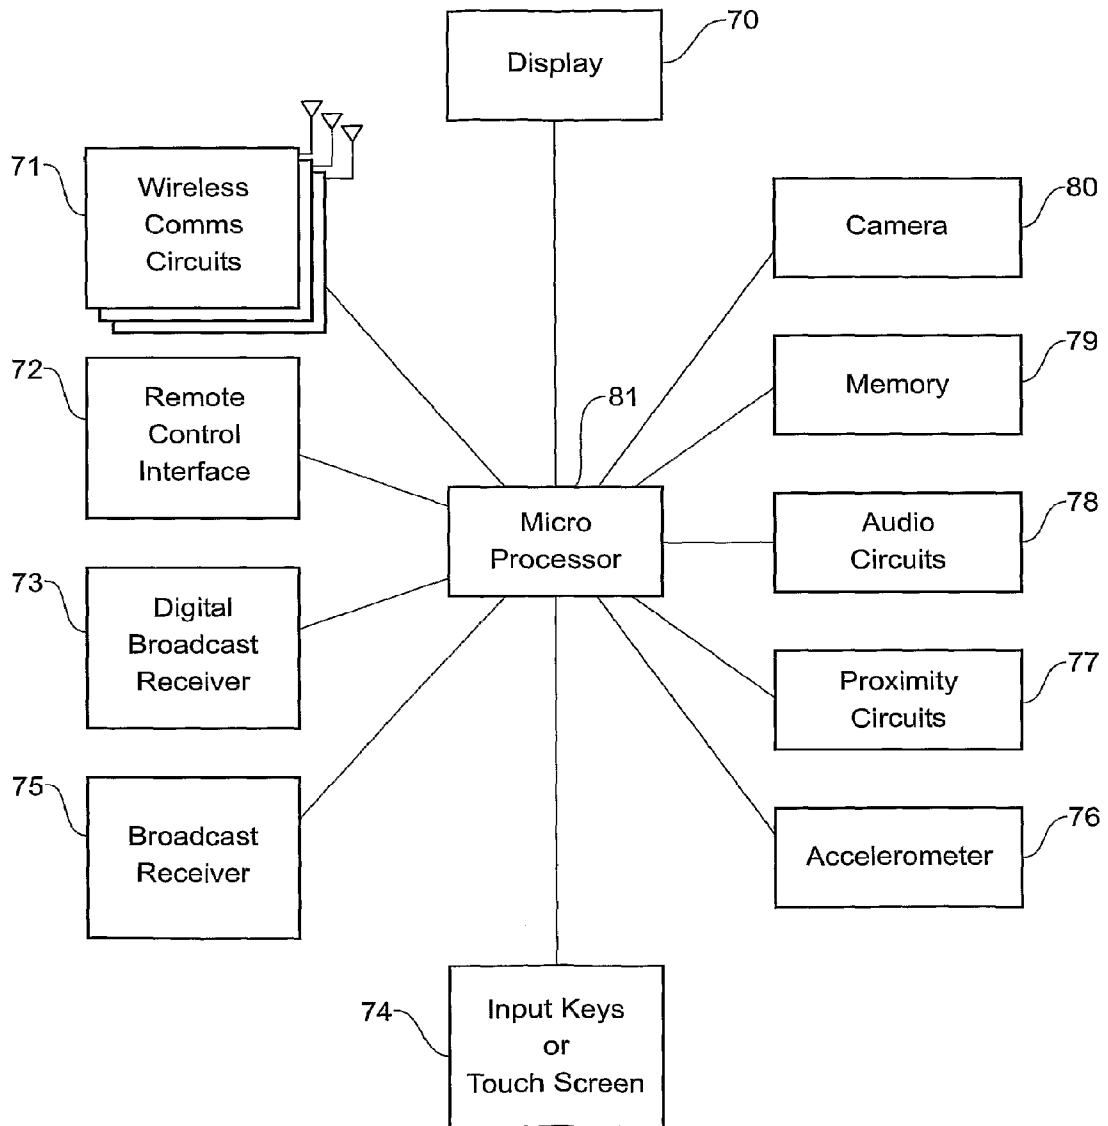 70
Display
71
Wireless
Comms
Circuits
80
Camera
72
Remote
Control
Interface
79
Memory
81
Micro
Processor
78
Audio
Circuits
73
Digital
Broadcast
Receiver
77
Proximity
Circuits
75
Broadcast
Receiver
76
Accelerometer
74
Input Keys
or
Touch Screen